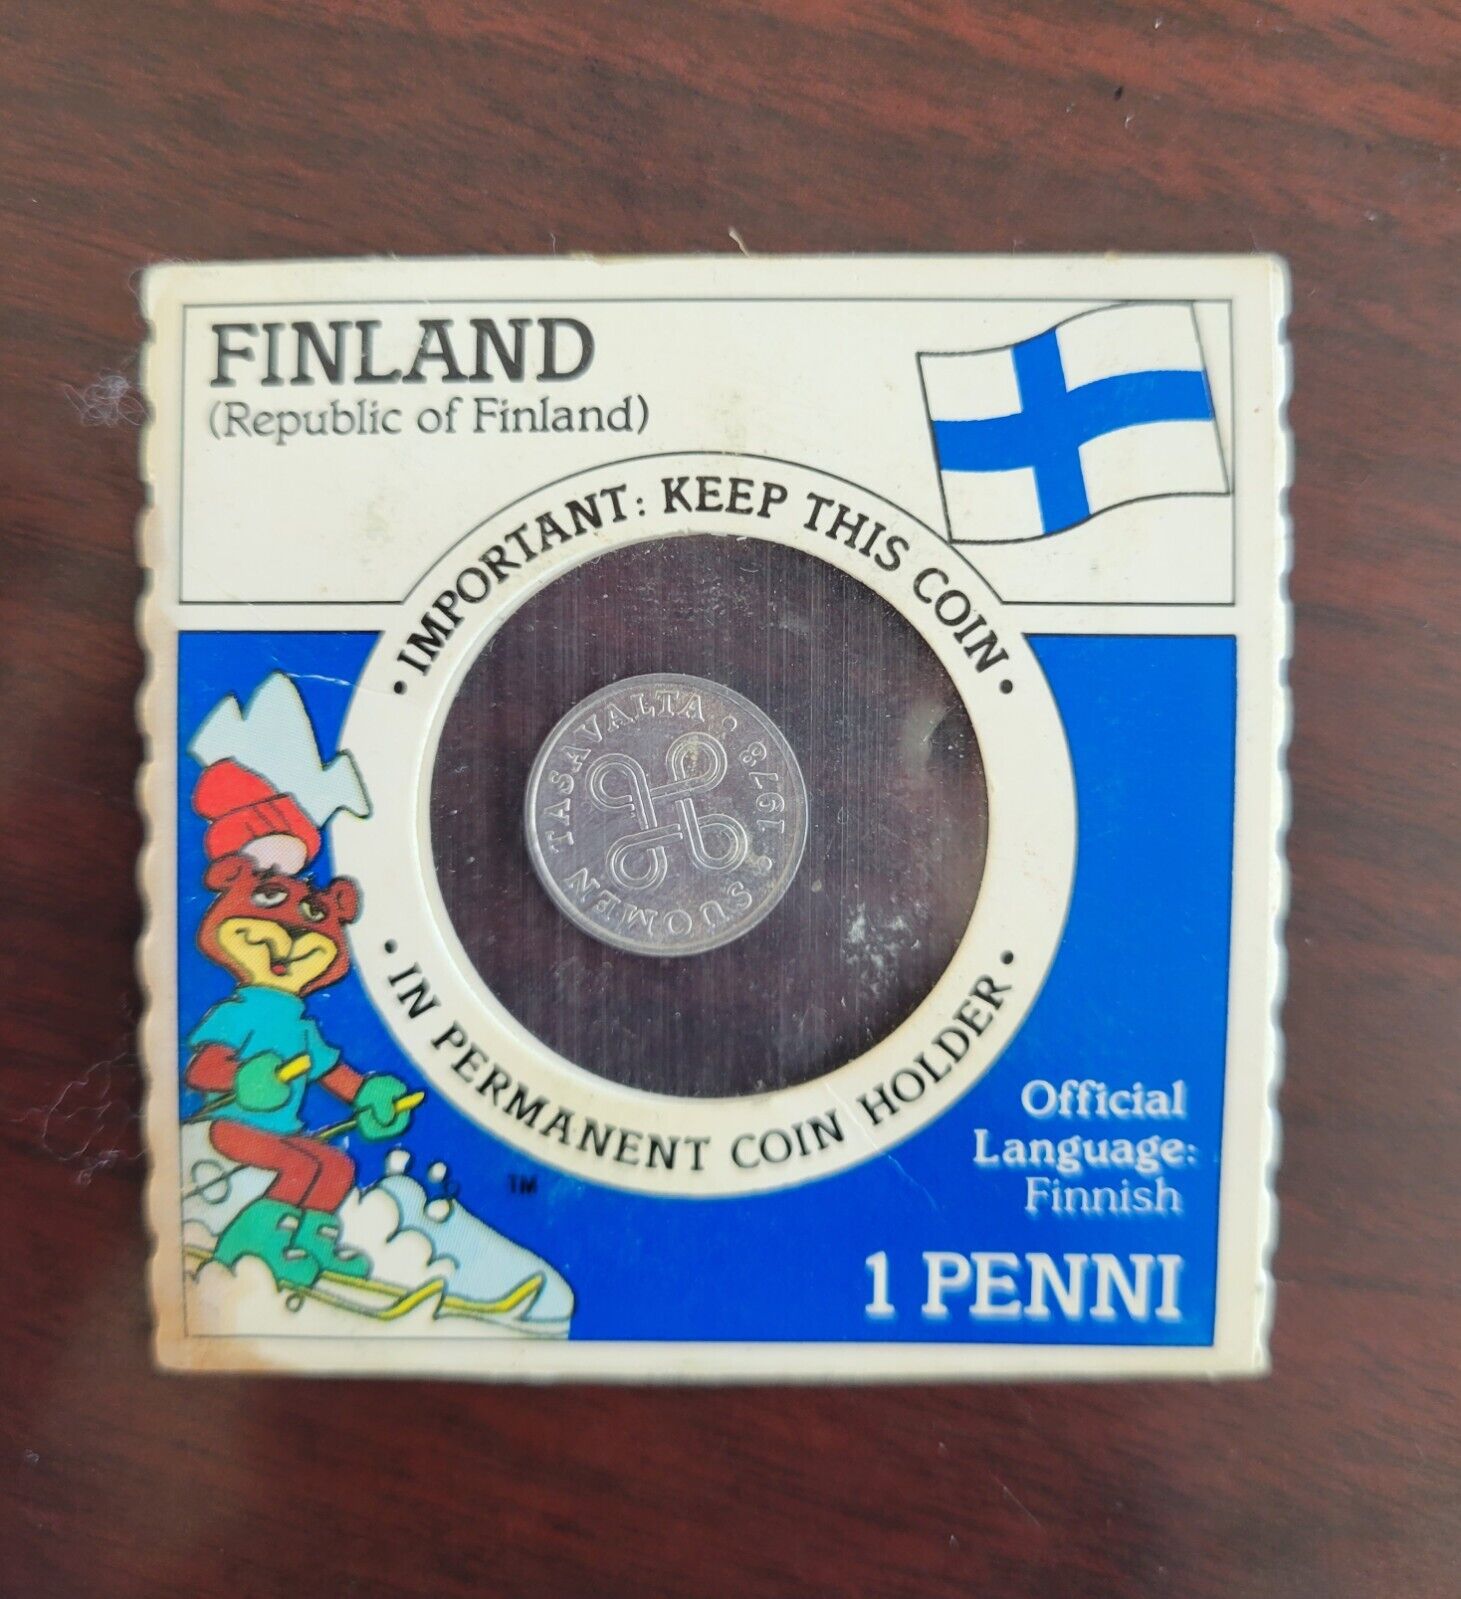 FINLAND
(Republic of Finland)
• IMPORTANT: KEEP THIS COIN •
SUOMEN TASAVALTA • 1978 •
• IN PERMANENT COIN HOLDER •
TM
Official
Language:
Finnish
1 PENNI